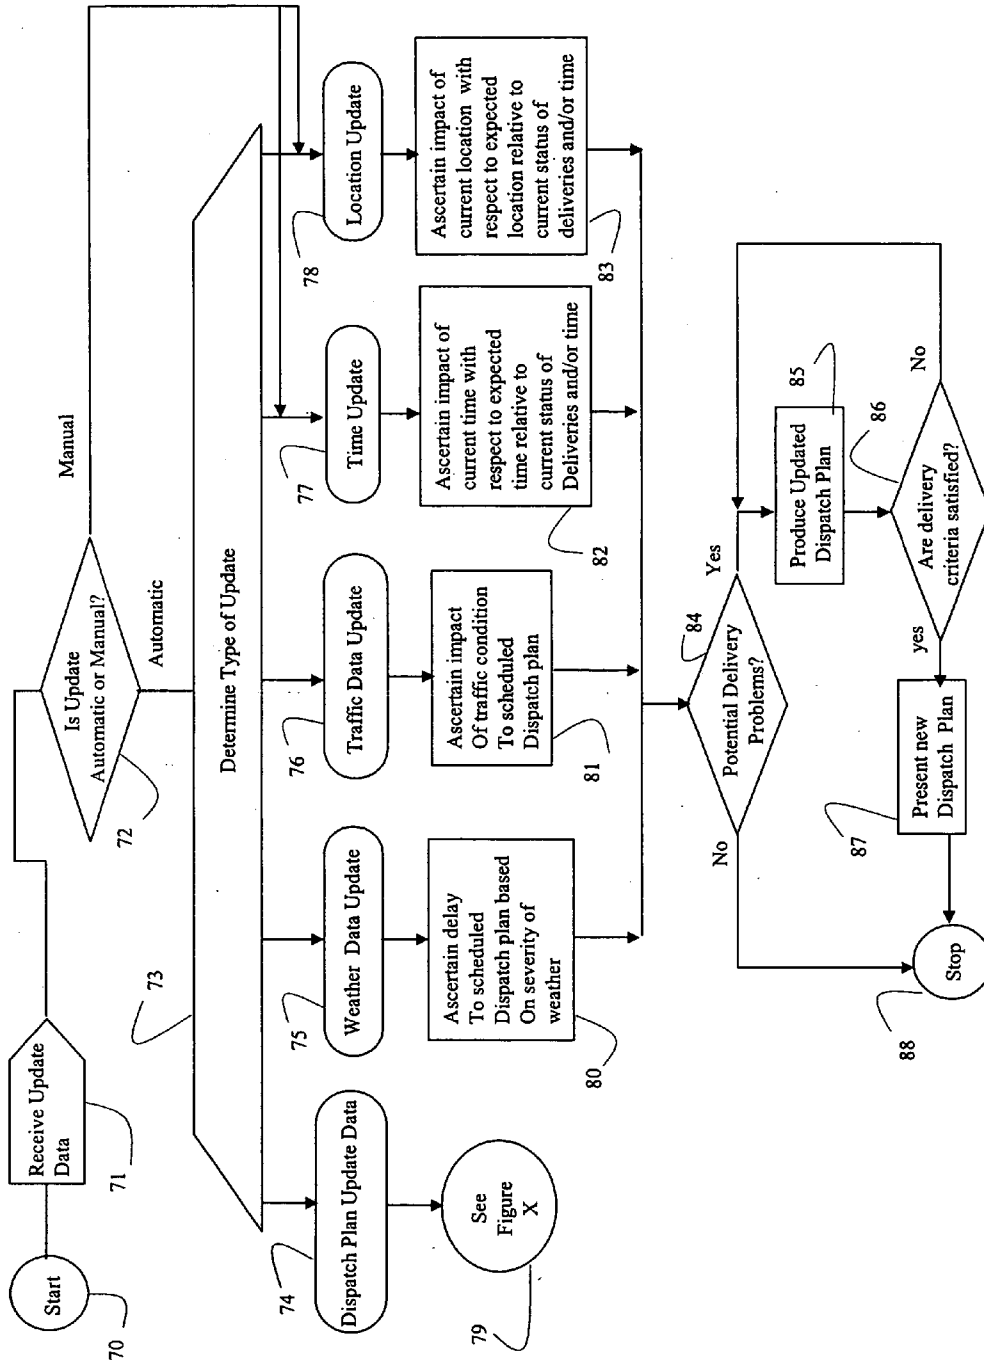 Start
70
Receive Update
Data
71
Is Update
Automatic or Manual?
72
Manual
Automatic
73
Determine Type of Update
Dispatch Plan Update Data
74
Weather Data Update
75
Traffic Data Update
76
Time Update
77
Location Update
78
See
Figure
X
79
Ascertain delay
To scheduled
Dispatch plan based
On severity of
weather
80
Ascertain impact
Of traffic condition
To scheduled
Dispatch plan
81
Ascertain impact of
current time with
respect to expected
time relative to
current status of
Deliveries and/or time
82
Ascertain impact of
current location with
respect to expected
location relative to
current status of
deliveries and/or time
83
Potential Delivery
Problems?
84
No
Yes
Produce Updated
Dispatch Plan
85
Are delivery
criteria satisfied?
86
No
yes
Present new
Dispatch Plan
87
Stop
88